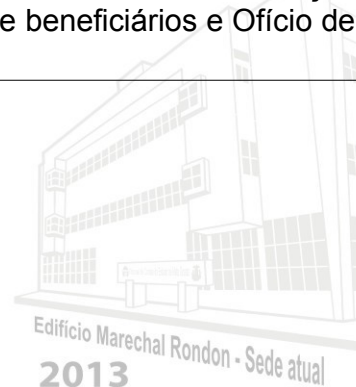 e beneficiários e Ofício de
Edifício Marechal Rondon - Sede atual
2013